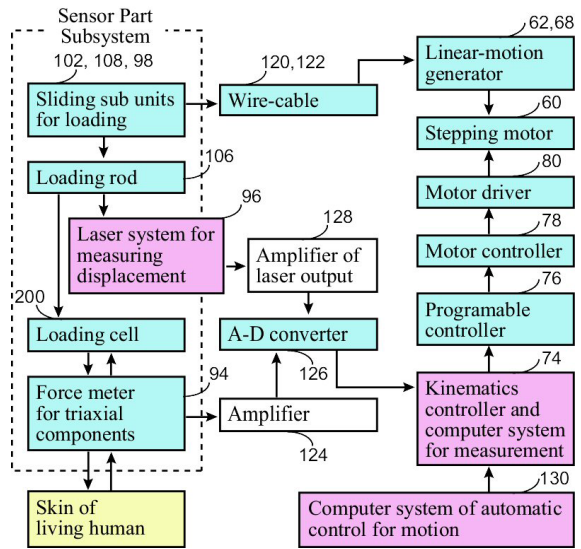 Sensor Part
Subsystem
102, 108, 98
Sliding sub units
for loading
120,122
Wire-cable
62,68
Linear-motion
generator
60
Stepping motor
106
Loading rod
80
Motor driver
96
Laser system for
measuring
displacement
128
Amplifier of
laser output
78
Motor controller
200
Loading cell
A-D converter
126
76
Programable
controller
94
Force meter
for triaxial
components
Amplifier
124
74
Kinematics
controller and
computer system
for measurement
Skin of
living human
130
Computer system of automatic
control for motion